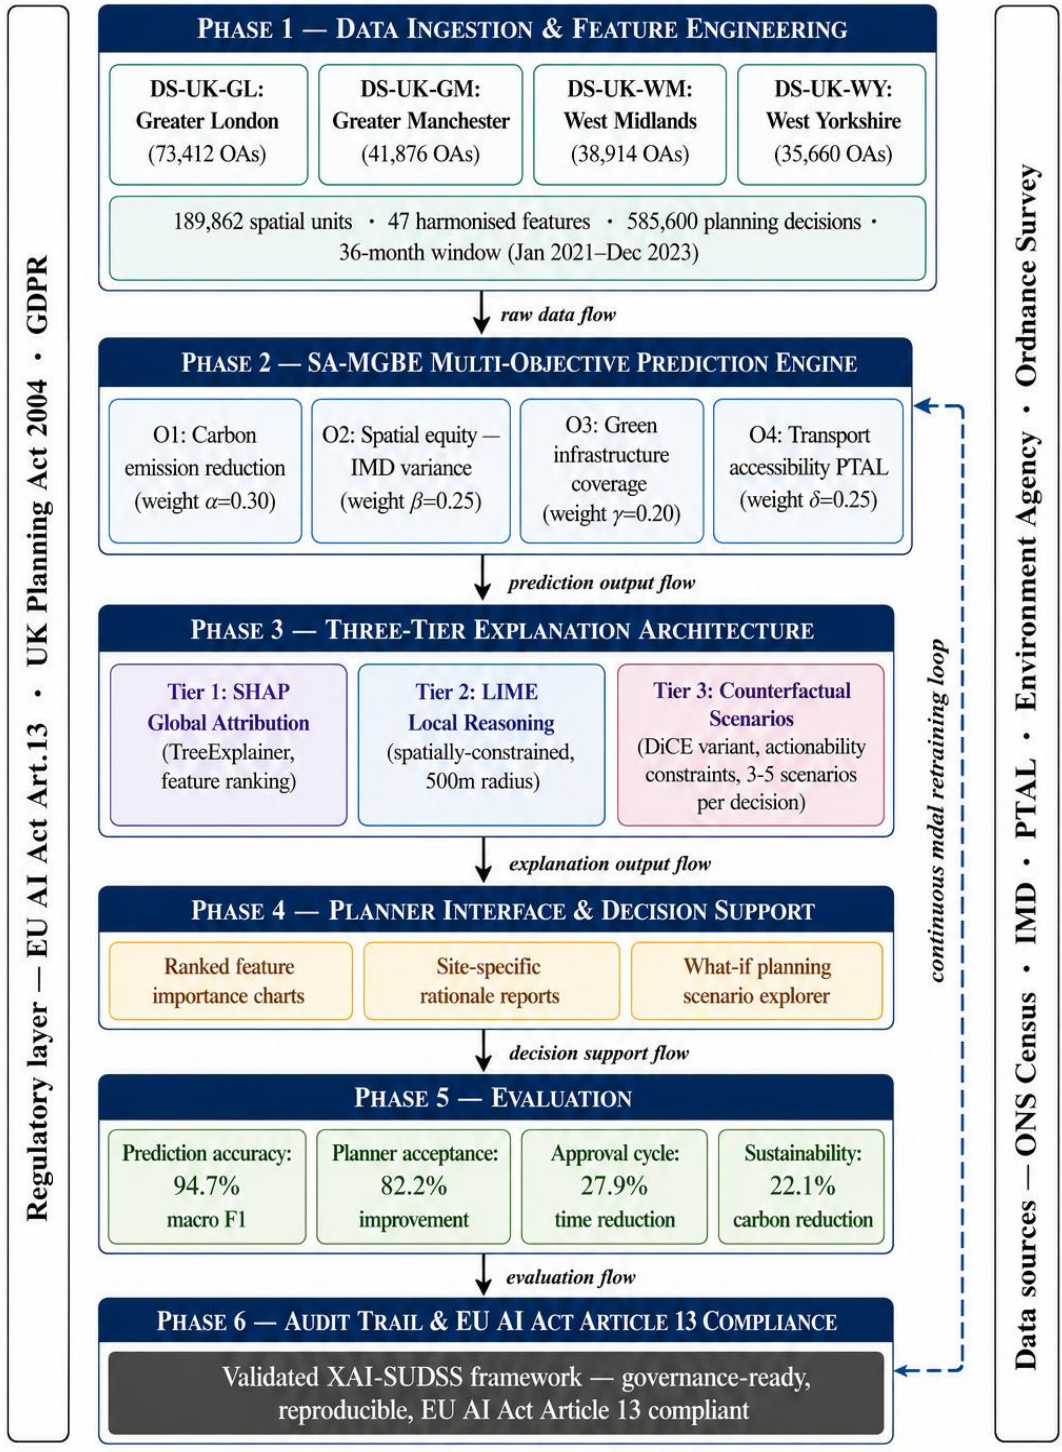 Regulatory layer — EU AI Act Art.13 • UK Planning Act 2004 • GDPR
PHASE 1 — DATA INGESTION & FEATURE ENGINEERING
DS-UK-GL:
Greater London
(73,412 OAs)
DS-UK-GM:
Greater Manchester
(41,876 OAs)
DS-UK-WM:
West Midlands
(38,914 OAs)
DS-UK-WY:
West Yorkshire
(35,660 OAs)
189,862 spatial units • 47 harmonised features • 585,600 planning decisions •
36-month window (Jan 2021–Dec 2023)
raw data flow
PHASE 2 — SA-MGBE MULTI-OBJECTIVE PREDICTION ENGINE
O1: Carbon
emission reduction
(weight α=0.30)
O2: Spatial equity —
IMD variance
(weight β=0.25)
O3: Green
infrastructure
coverage
(weight γ=0.20)
O4: Transport
accessibility PTAL
(weight δ=0.25)
prediction output flow
PHASE 3 — THREE-TIER EXPLANATION ARCHITECTURE
Tier 1: SHAP
Global Attribution
(TreeExplainer,
feature ranking)
Tier 2: LIME
Local Reasoning
(spatially-constrained,
500m radius)
Tier 3: Counterfactual
Scenarios
(DiCE variant, actionability
constraints, 3-5 scenarios
per decision)
explanation output flow
PHASE 4 — PLANNER INTERFACE & DECISION SUPPORT
Ranked feature
importance charts
Site-specific
rationale reports
What-if planning
scenario explorer
decision support flow
PHASE 5 — EVALUATION
Prediction accuracy:
94.7%
macro F1
Planner acceptance:
82.2%
improvement
Approval cycle:
27.9%
time reduction
Sustainability:
22.1%
carbon reduction
evaluation flow
PHASE 6 — AUDIT TRAIL & EU AI ACT ARTICLE 13 COMPLIANCE
Validated XAI-SUDSS framework — governance-ready,
reproducible, EU AI Act Article 13 compliant
continuous mdal retraining loop
Data sources — ONS Census • IMD • PTAL • Environment Agency • Ordnance Survey